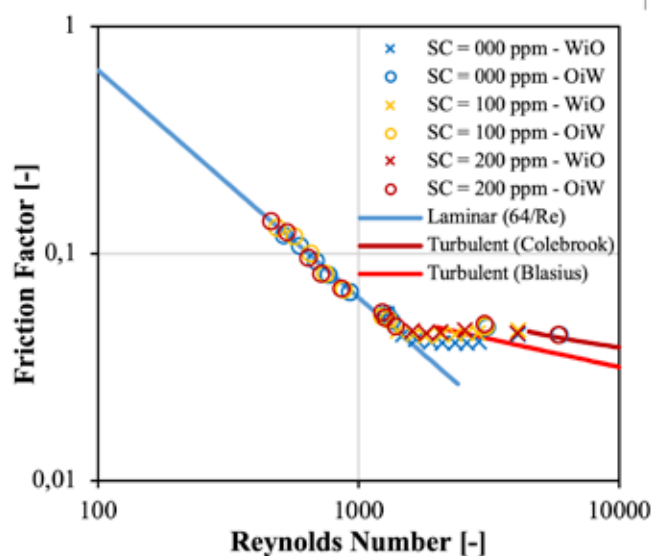 1
SC = 000 ppm - WiO
SC = 000 ppm - OiW
SC = 100 ppm - WiO
SC = 100 ppm - OiW
SC = 200 ppm - WiO
SC = 200 ppm - OiW
Laminar (64/Re)
Turbulent (Colebrook)
Turbulent (Blasius)
0,1
0,01
Friction Factor [-]
100 1000 10000
Reynolds Number [-]